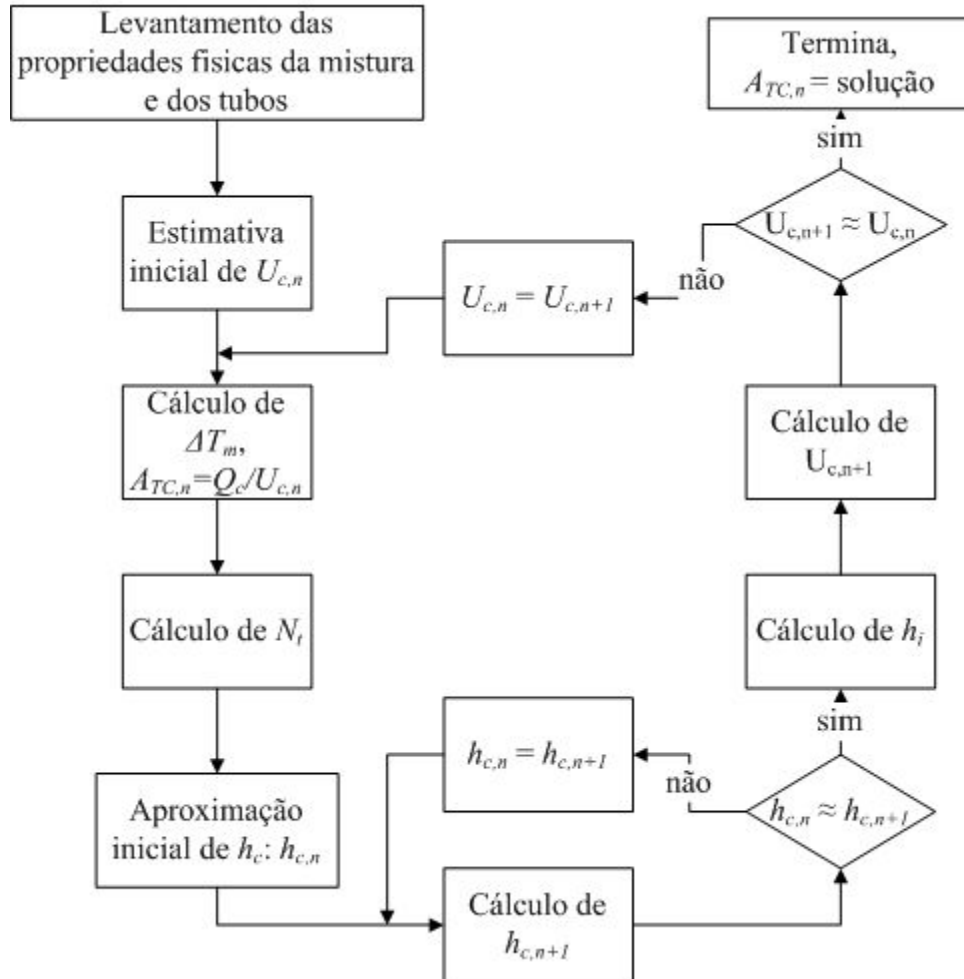 Levantamento das
propriedades fisicas da mistura
e dos tubos
Estimativa
inicial de U_{c,n}
Cálculo de
ΔT_m,
A_{TC,n}=Q_c/U_{c,n}
Cálculo de N_t
Aproximação
inicial de h_c: h_{c,n}
Cálculo de
h_{c,n+1}
h_{c,n} ≈ h_{c,n+1}
não
h_{c,n} = h_{c,n+1}
sim
Cálculo de h_i
Cálculo de
U_{c,n+1}
U_{c,n+1} ≈ U_{c,n}
não
U_{c,n} = U_{c,n+1}
sim
Termina,
A_{TC,n} = solução